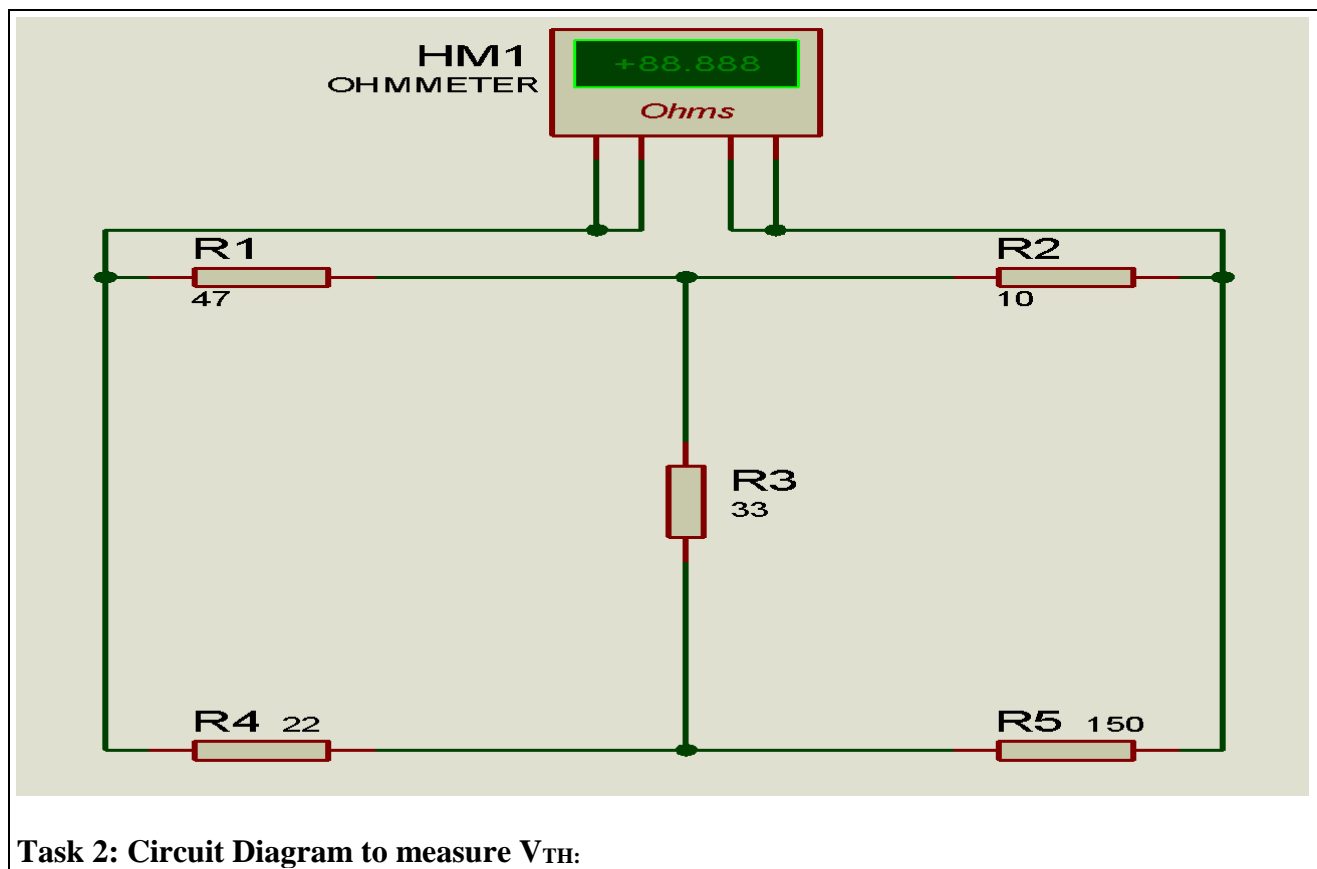 HM1
OHMMETER
+88.888
Ohms
R1
47
R2
10
R3
33
R4 22
R5 150
Task 2: Circuit Diagram to measure VTH: